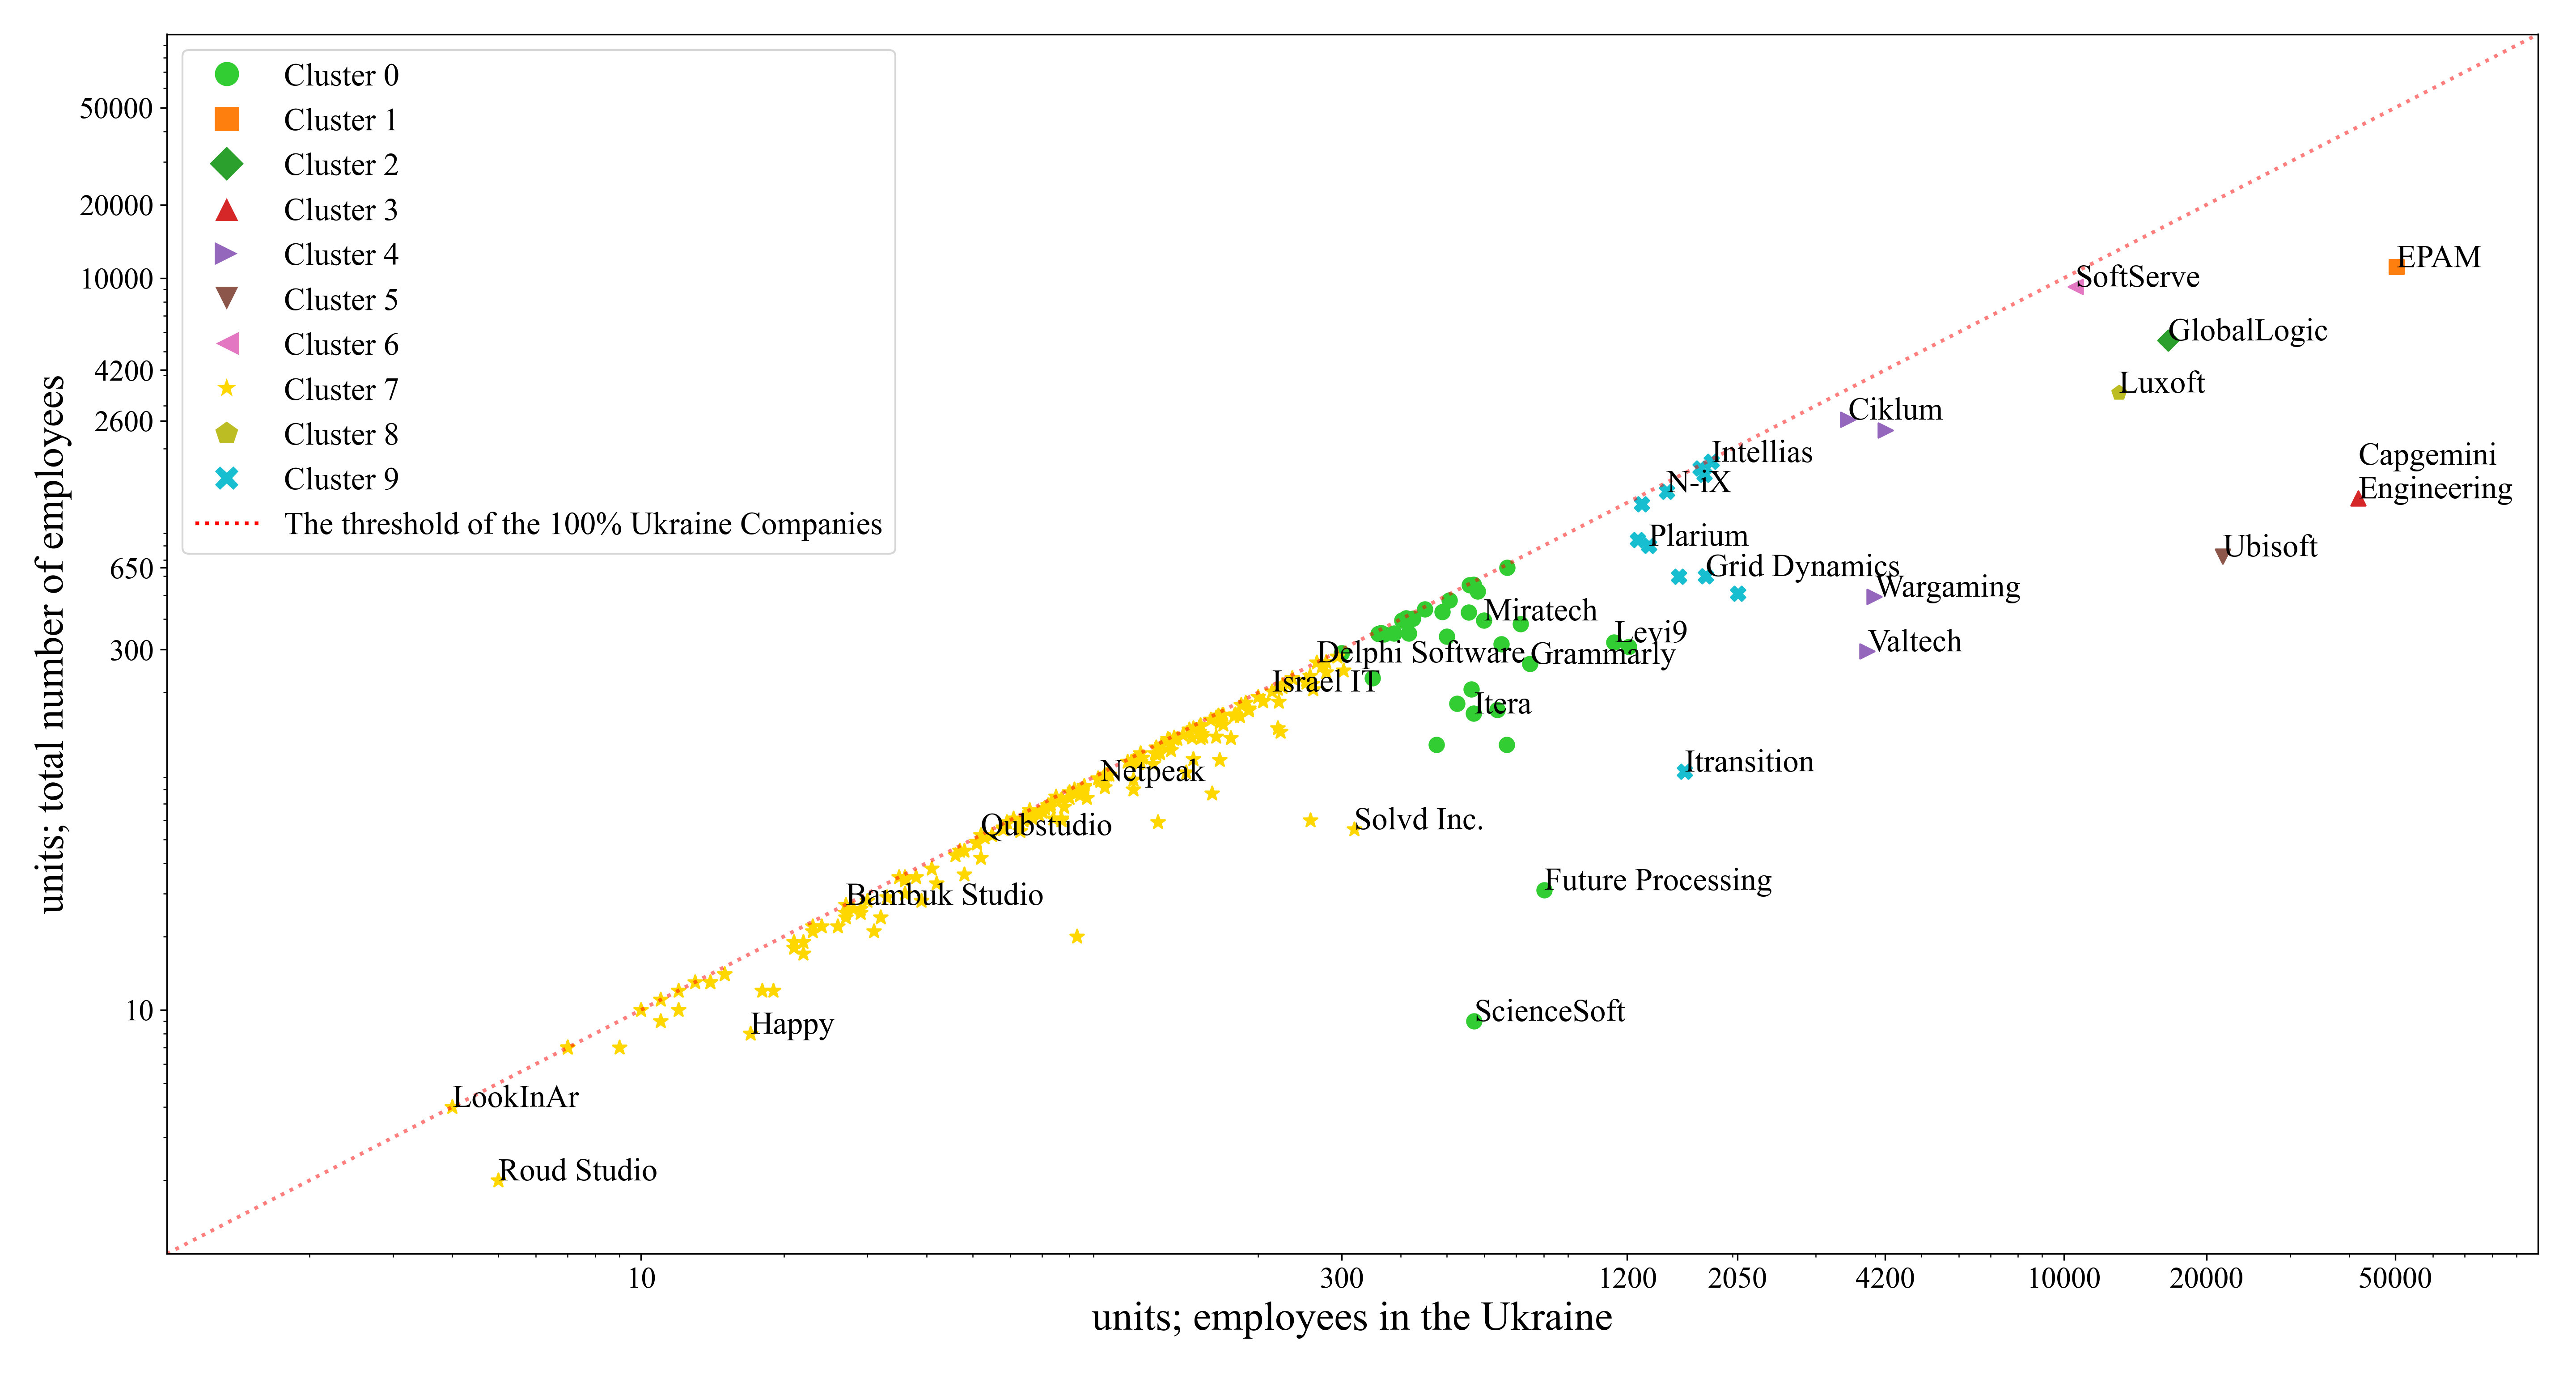 Cluster 0
Cluster 1
Cluster 2
Cluster 3
Cluster 4
Cluster 5
Cluster 6
Cluster 7
Cluster 8
Cluster 9
The threshold of the 100% Ukraine Companies
units; total number of employees
50000
20000
10000
4200
2600
650
300
10
EPAM
SoftServe
GlobalLogic
Luxoft
Ciklum
Intellias
Capgemini
Engineering
N-iX
Plarium
Ubisoft
Grid Dynamics
Wargaming
Miratech
Levi9
Valtech
Delphi Software
Grammarly
Israel IT
Itera
Itransition
Netpeak
Solvd Inc.
Qubstudio
Future Processing
Bambuk Studio
ScienceSoft
Happy
LookInAr
Roud Studio
10
300
1200
2050
4200
10000
20000
50000
units; employees in the Ukraine